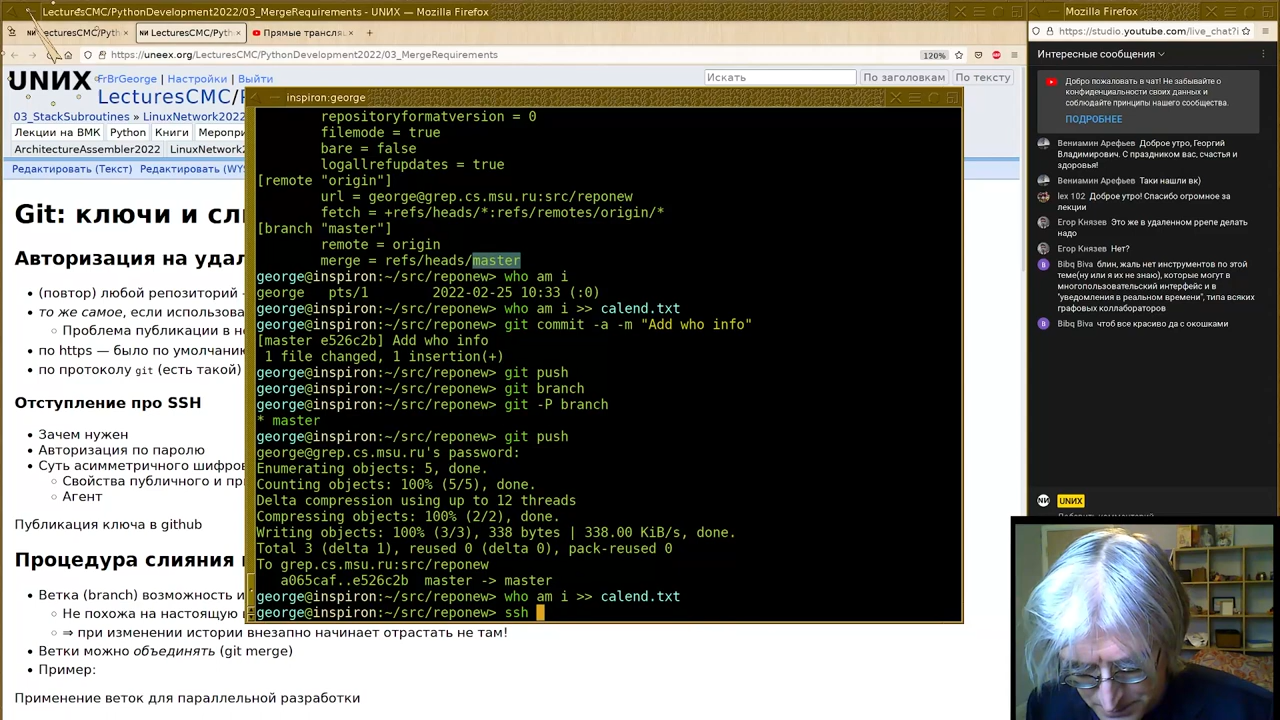 LecturesCMC/PythonDevelopment2022/03_MergeRequirements - UNИX — Mozilla Firefox
LecturesCMC/PythonDeve
LecturesCMC/PythonDeve
Прямые трансляции
https://uneex.org/LecturesCMC/PythonDevelopment2022/03_MergeRequirements
120%
UNИX
FrBrGeorge | Настройки | Выйти
Искать
По заголовкам
По тексту
LecturesCMC/
03_StackSubroutines » LinuxNetwork2022
Лекции на ВМК
Python
Книги
Меропри
ArchitectureAssembler2022
LinuxNetwork
Редактировать (Текст)
Редактировать (WYS
Git: ключи и сл
Авторизация на удал
(повтор) любой репозиторий
то же самое, если использова
Проблема публикации в не
по https — было по умолчанию
по протоколу git (есть такой)
Отступление про SSH
Зачем нужен
Авторизация по паролю
Суть асимметричного шифров
Свойства публичного и при
Агент
Публикация ключа в github
Процедура слияния
Ветка (branch) возможность и
Не похожа на настоящую
⇒ при изменении истории внезапно начинает отрастать не там!
Ветки можно объединять (git merge)
Пример:
Применение веток для параллельной разработки
inspiron:george
repositoryformatversion = 0
filemode = true
bare = false
logallrefupdates = true
[remote "origin"]
url = george@grep.cs.msu.ru:src/reponew
fetch = +refs/heads/*:refs/remotes/origin/*
[branch "master"]
remote = origin
merge = refs/heads/master
george@inspiron:~/src/reponew> who am i
george pts/1 2022-02-25 10:33 (:0)
george@inspiron:~/src/reponew> who am i >> calend.txt
george@inspiron:~/src/reponew> git commit -a -m "Add who info"
[master e526c2b] Add who info
1 file changed, 1 insertion(+)
george@inspiron:~/src/reponew> git push
george@inspiron:~/src/reponew> git branch
george@inspiron:~/src/reponew> git -P branch
* master
george@inspiron:~/src/reponew> git push
george@grep.cs.msu.ru's password:
Enumerating objects: 5, done.
Counting objects: 100% (5/5), done.
Delta compression using up to 12 threads
Compressing objects: 100% (2/2), done.
Writing objects: 100% (3/3), 338 bytes | 338.00 KiB/s, done.
Total 3 (delta 1), reused 0 (delta 0), pack-reused 0
To grep.cs.msu.ru:src/reponew
a065caf..e526c2b master -> master
george@inspiron:~/src/reponew> who am i >> calend.txt
george@inspiron:~/src/reponew> ssh
Mozilla Firefox
https://studio.youtube.com/live_chat?i
Интересные сообщения
Добро пожаловать в чат! Не забывайте о
конфиденциальности своих данных и
соблюдайте принципы нашего сообщества.
ПОДРОБНЕЕ
Вениамин Арефьев Доброе утро, Георгий
Владимирович. С праздником вас, счастья и
здоровья!
Вениамин Арефьев Таки нашли вк)
lex 102 Доброе утро! Спасибо огромное за
лекции
Егор Князев Это же в удаленном ррепе делать
надо
Егор Князев Нет?
Bibq Biva блин, жаль нет инструментов по этой
теме(ну или я их не знаю), которые могут в
многопользовательский интерфейс и в
"уведомления в реальном времени", типа всяких
графовых коллабораторов
Bibq Biva чтоб все красиво да с окошками
UNИX